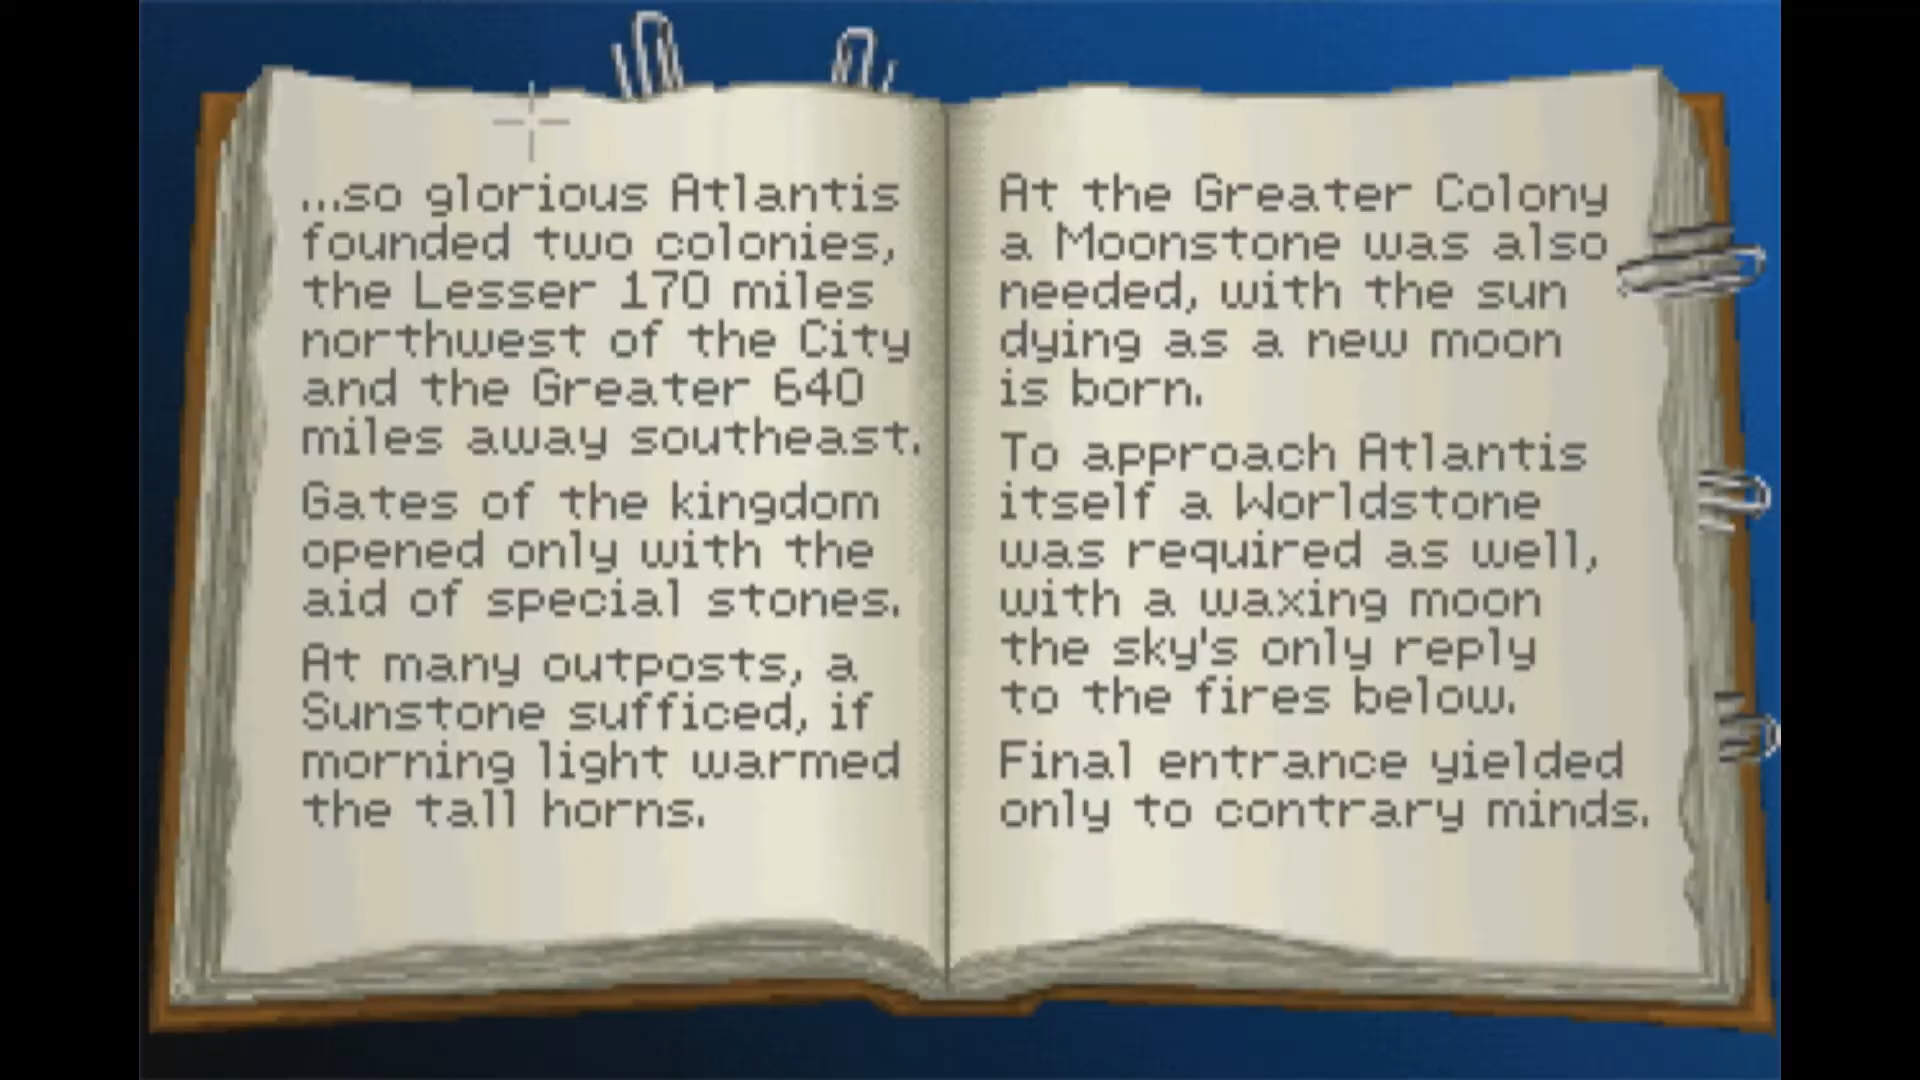 ...so glorious Atlantis
founded two colonies,
the Lesser 170 miles
northwest of the City
and the Greater 640
miles away southeast.
Gates of the kingdom
opened only with the
aid of special stones.
At many outposts, a
Sunstone sufficed, if
morning light warmed
the tall horns.
At the Greater Colony
a Moonstone was also
needed, with the sun
dying as a new moon
is born.
To approach Atlantis
itself a Worldstone
was required as well,
with a waxing moon
the sky's only reply
to the fires below.
Final entrance yielded
only to contrary minds.